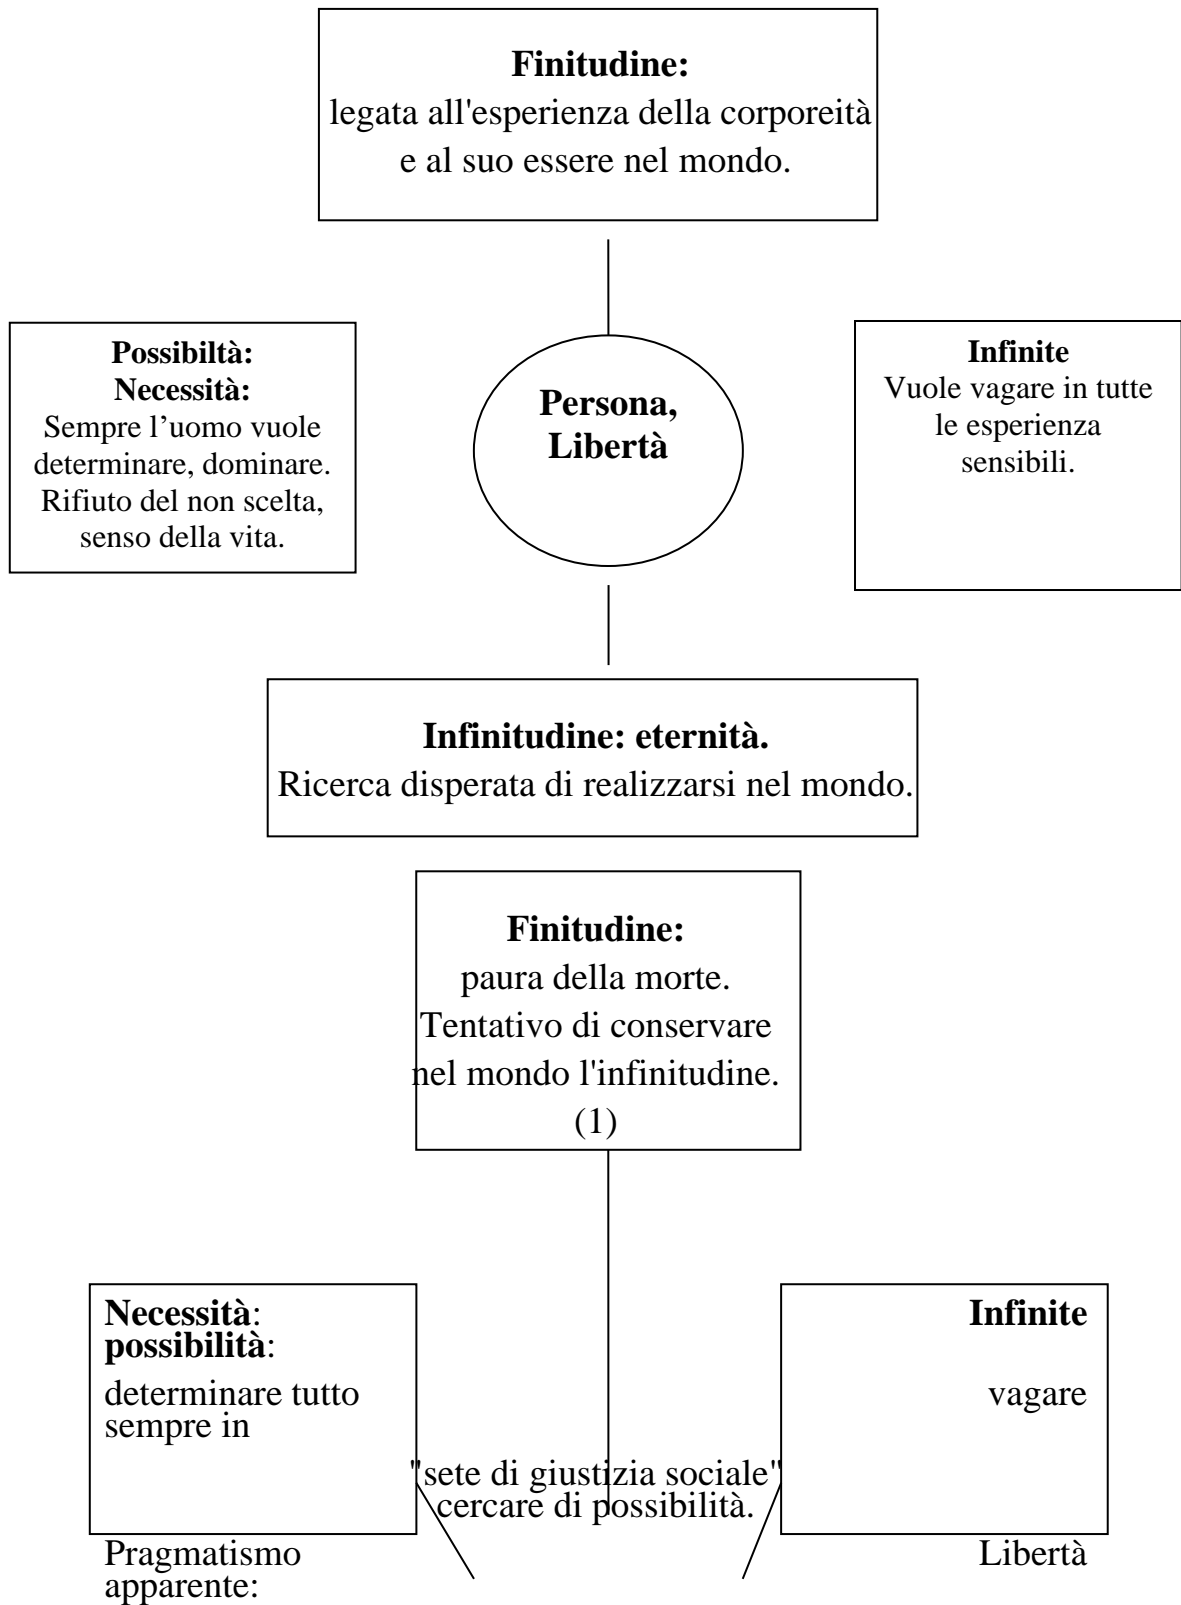 Finitudine:
legata all'esperienza della corporeità
e al suo essere nel mondo.
Possibiltà:
Necessità:
Sempre l’uomo vuole
determinare, dominare.
Rifiuto del non scelta,
senso della vita.
Persona,
Libertà
Infinite
Vuole vagare in tutte
le esperienza
sensibili.
Infinitudine: eternità.
Ricerca disperata di realizzarsi nel mondo.
Finitudine:
paura della morte.
Tentativo di conservare
nel mondo l'infinitudine.
(1)
Necessità:
possibilità:
determinare tutto
sempre in
Infinite
vagare
"sete di giustizia sociale"
cercare di possibilità.
Pragmatismo
apparente:
Libertà